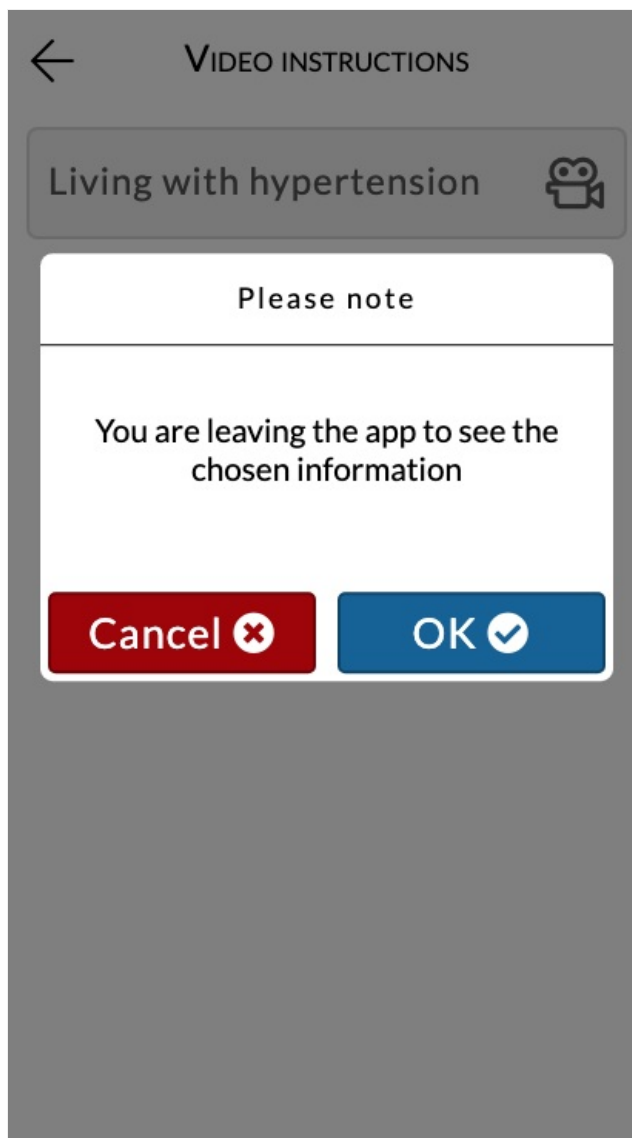 VIDEO INSTRUCTIONS
Living with hypertension
Please note
You are leaving the app to see the
chosen information
Cancel
OK